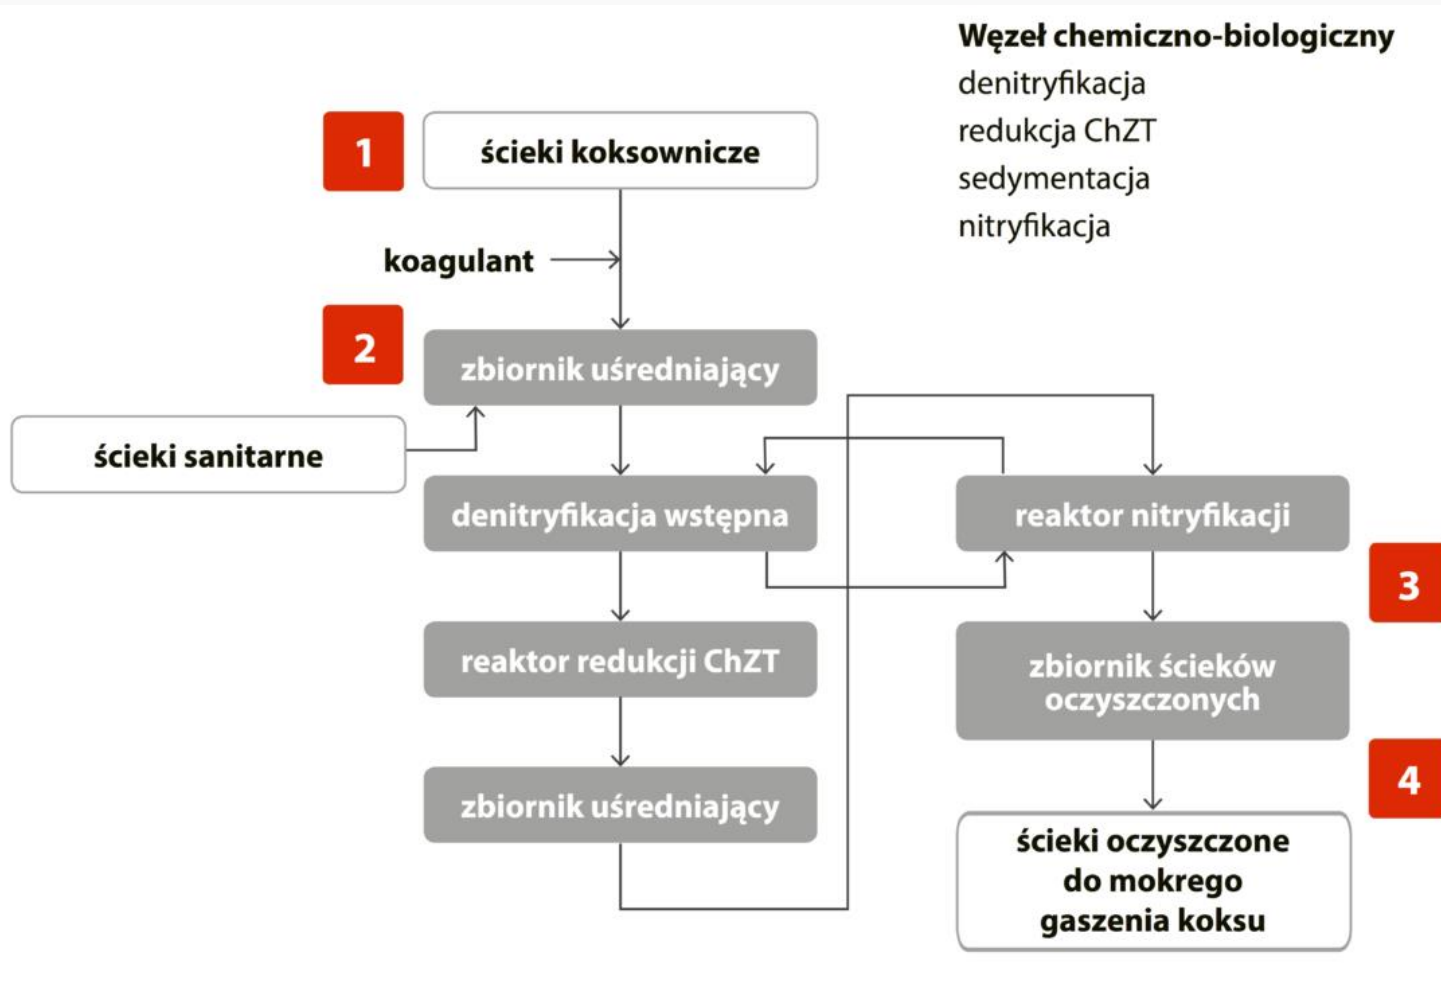 Węzeł chemiczno-biologiczny
denitryfikacja
redukcja ChZT
sedymentacja
nitryfikacja
1
ścieki koksownicze
koagulant
2
zbiornik uśredniający
ścieki sanitarne
denitryfikacja wstępna
reaktor nitryfikacji
3
reaktor redukcji ChZT
zbiornik ścieków
oczyszczonych
zbiornik uśredniający
4
ścieki oczyszczone
do mokrego
gaszenia koksu